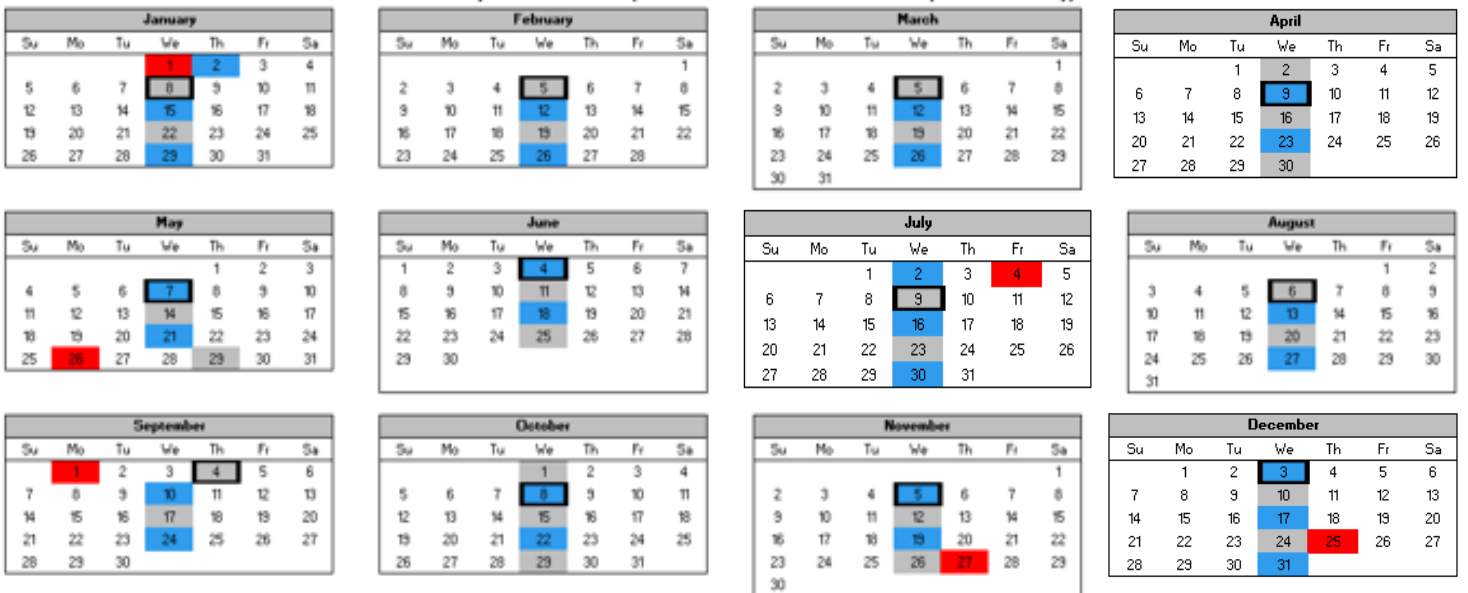 January
Su Mo Tu We Th Fr Sa
1 2 3 4
5 6 7 8 9 10 11
12 13 14 15 16 17 18
19 20 21 22 23 24 25
26 27 28 29 30 31
February
Su Mo Tu We Th Fr Sa
1
2 3 4 5 6 7 8
9 10 11 12 13 14 15
16 17 18 19 20 21 22
23 24 25 26 27 28
March
Su Mo Tu We Th Fr Sa
1
2 3 4 5 6 7 8
9 10 11 12 13 14 15
16 17 18 19 20 21 22
23 24 25 26 27 28 29
30 31
April
Su Mo Tu We Th Fr Sa
1 2 3 4 5
6 7 8 9 10 11 12
13 14 15 16 17 18 19
20 21 22 23 24 25 26
27 28 29 30
May
Su Mo Tu We Th Fr Sa
1 2 3
4 5 6 7 8 9 10
11 12 13 14 15 16 17
18 19 20 21 22 23 24
25 26 27 28 29 30 31
June
Su Mo Tu We Th Fr Sa
1 2 3 4 5 6 7
8 9 10 11 12 13 14
15 16 17 18 19 20 21
22 23 24 25 26 27 28
29 30
July
Su Mo Tu We Th Fr Sa
1 2 3 4 5
6 7 8 9 10 11 12
13 14 15 16 17 18 19
20 21 22 23 24 25 26
27 28 29 30 31
August
Su Mo Tu We Th Fr Sa
1 2
3 4 5 6 7 8 9
10 11 12 13 14 15 16
17 18 19 20 21 22 23
24 25 26 27 28 29 30
31
September
Su Mo Tu We Th Fr Sa
1 2 3 4 5 6
7 8 9 10 11 12 13
14 15 16 17 18 19 20
21 22 23 24 25 26 27
28 29 30
October
Su Mo Tu We Th Fr Sa
1 2 3 4
5 6 7 8 9 10 11
12 13 14 15 16 17 18
19 20 21 22 23 24 25
26 27 28 29 30 31
November
Su Mo Tu We Th Fr Sa
1
2 3 4 5 6 7 8
9 10 11 12 13 14 15
16 17 18 19 20 21 22
23 24 25 26 27 28 29
30
December
Su Mo Tu We Th Fr Sa
1 2 3 4 5 6
7 8 9 10 11 12 13
14 15 16 17 18 19 20
21 22 23 24 25 26 27
28 29 30 31